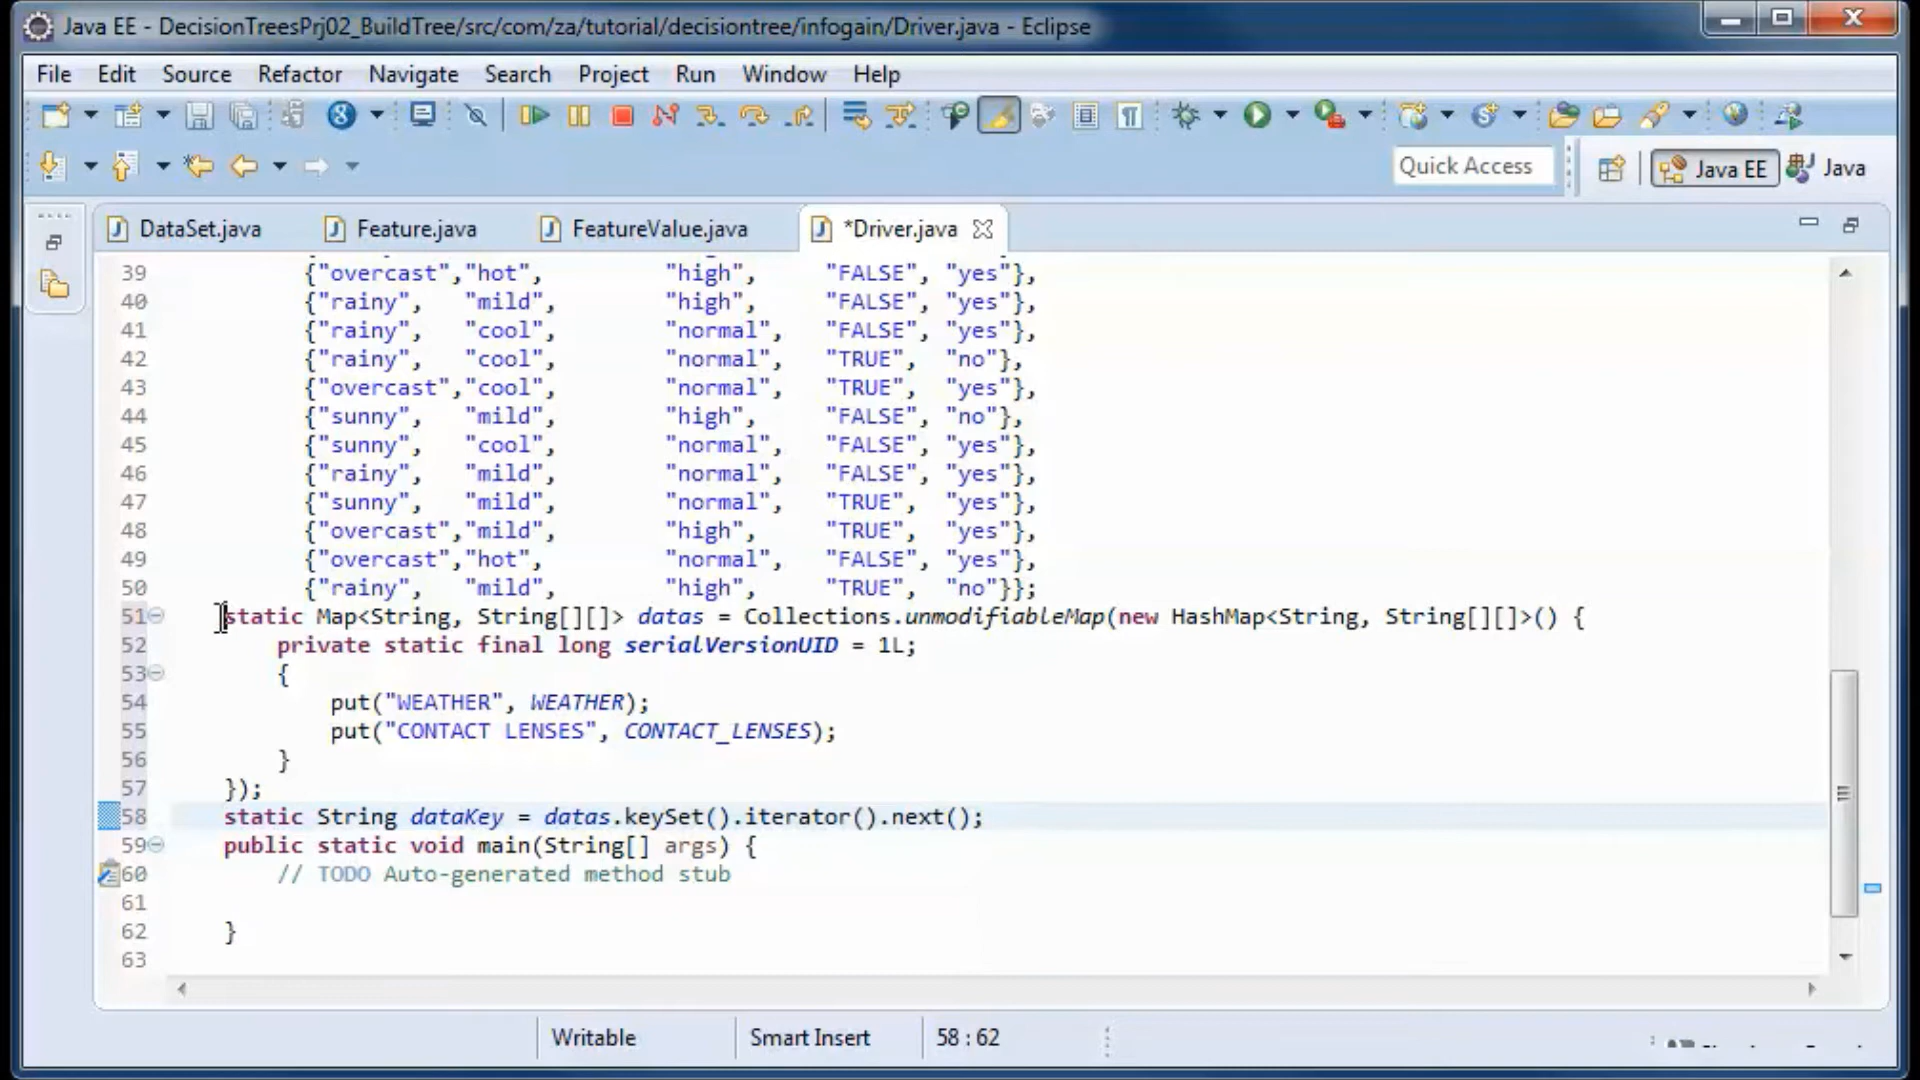 Java EE - DecisionTreesPrj02_BuildTree/src/com/za/tutorial/decisiontree/infogain/Driver.java - Eclipse
File Edit Source Refactor Navigate Search Project Run Window Help
Quick Access Java EE Java
DataSet.java Feature.java FeatureValue.java *Driver.java
39 {"overcast","hot", "high", "FALSE", "yes"},
40 {"rainy", "mild", "high", "FALSE", "yes"},
41 {"rainy", "cool", "normal", "FALSE", "yes"},
42 {"rainy", "cool", "normal", "TRUE", "no"},
43 {"overcast","cool", "normal", "TRUE", "yes"},
44 {"sunny", "mild", "high", "FALSE", "no"},
45 {"sunny", "cool", "normal", "FALSE", "yes"},
46 {"rainy", "mild", "normal", "FALSE", "yes"},
47 {"sunny", "mild", "normal", "TRUE", "yes"},
48 {"overcast","mild", "high", "TRUE", "yes"},
49 {"overcast","hot", "normal", "FALSE", "yes"},
50 {"rainy", "mild", "high", "TRUE", "no"}};
51 static Map<String, String[][]> datas = Collections.unmodifiableMap(new HashMap<String, String[][]>() {
52 private static final long serialVersionUID = 1L;
53 {
54 put("WEATHER", WEATHER);
55 put("CONTACT LENSES", CONTACT_LENSES);
56 }
57 });
58 static String dataKey = datas.keySet().iterator().next();
59 public static void main(String[] args) {
60 // TODO Auto-generated method stub
61
62 }
63
Writable Smart Insert 58 : 62